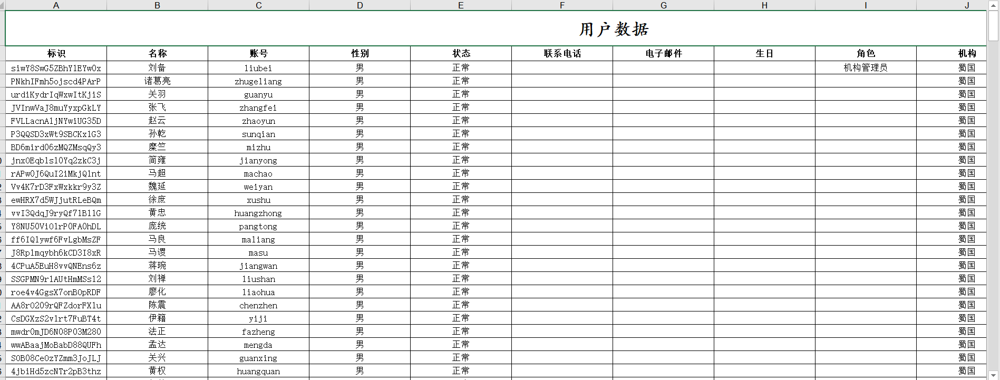 A B C D E F G H I J
用户数据
标识 名称 账号 性别 状态 联系电话 电子邮件 生日 角色 机构
siwY8SwG5ZBhY1EYw0x 刘备 liubei 男 正常 机构管理员 蜀国
PNkhIFmh5ojscd4PArP 诸葛亮 zhugeliang 男 正常 蜀国
urdiKydrIqWxwItKjiS 关羽 guanyu 男 正常 蜀国
JVInwVaJ8muYyxpGkLY 张飞 zhangfei 男 正常 蜀国
FVLLacnA1jNYwiUG35D 赵云 zhaoyun 男 正常 蜀国
P3QQSD3xWt9SBCKx1G3 孙乾 sunqian 男 正常 蜀国
BD6mird06zMQZMsqQy3 糜竺 mizhu 男 正常 蜀国
jnxOEqb1s10Yq2zkC3j 简雍 jianyong 男 正常 蜀国
rAPw0J6QuI2iMkjQ1nt 马超 machao 男 正常 蜀国
Vv4K7rD3FxWxkkr9y3Z 魏延 weiyan 男 正常 蜀国
ewHRX7d5WJjutRLeBQm 徐庶 xushu 男 正常 蜀国
vvI3QdqJ9ryQf71B11G 黄忠 huangzhong 男 正常 蜀国
Y8NU50ViO1rP0FA0hDL 庞统 pangtong 男 正常 蜀国
ff6IQ1ywf6FvLgbMsZF 马良 maliang 男 正常 蜀国
J8Rp1mqybh6kCD3I8xR 马谡 masu 男 正常 蜀国
4CPuA5EuH8vvQNEns6z 蒋琬 jiangwan 男 正常 蜀国
SSGPMN9r1AUtHmMSs12 刘禅 liushan 男 正常 蜀国
roe4v4GgsX7onB0pRDF 廖化 liaohua 男 正常 蜀国
AA8rO209rQFZdorFX1u 陈震 chenzhen 男 正常 蜀国
CsDGXzS2v1rt7FuBT4t 伊籍 yiji 男 正常 蜀国
mwdr0mJD6N08P03M280 法正 fazheng 男 正常 蜀国
wwABaajMoBabD88QUFh 孟达 mengda 男 正常 蜀国
SOB08CeOzYZmm3JoJLJ 关兴 guanxing 男 正常 蜀国
4jbiHd5zcNTr2pB3thz 黄权 huangquan 男 正常 蜀国